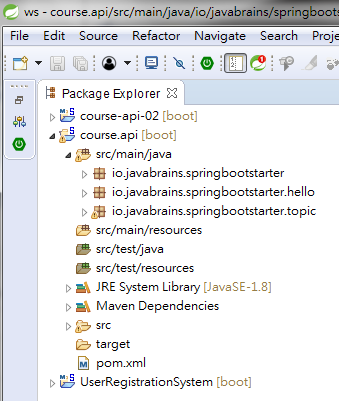 ws - course.api/src/main/java/io/javabrains/springboots
File Edit Source Refactor Navigate Search Project
Package Explorer
course-api-02 [boot]
course.api [boot]
src/main/java
io.javabrains.springbootstarter
io.javabrains.springbootstarter.hello
io.javabrains.springbootstarter.topic
src/main/resources
src/test/java
src/test/resources
JRE System Library [JavaSE-1.8]
Maven Dependencies
src
target
pom.xml
UserRegistrationSystem [boot]